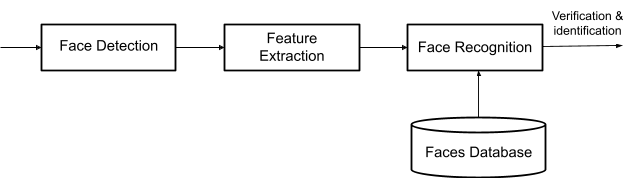 Face Detection
Feature
Extraction
Face Recognition
Verification &
identification
Faces Database